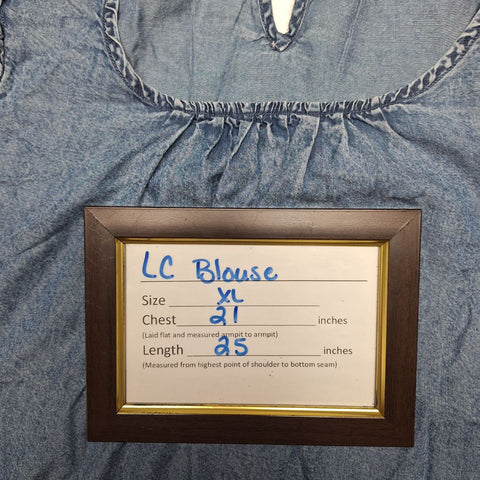 LC Blouse
Size XL
Chest 21 inches
(Laid flat and measured armpit to armpit)
Length 25 inches
(Measured from highest point of shoulder to bottom seam)